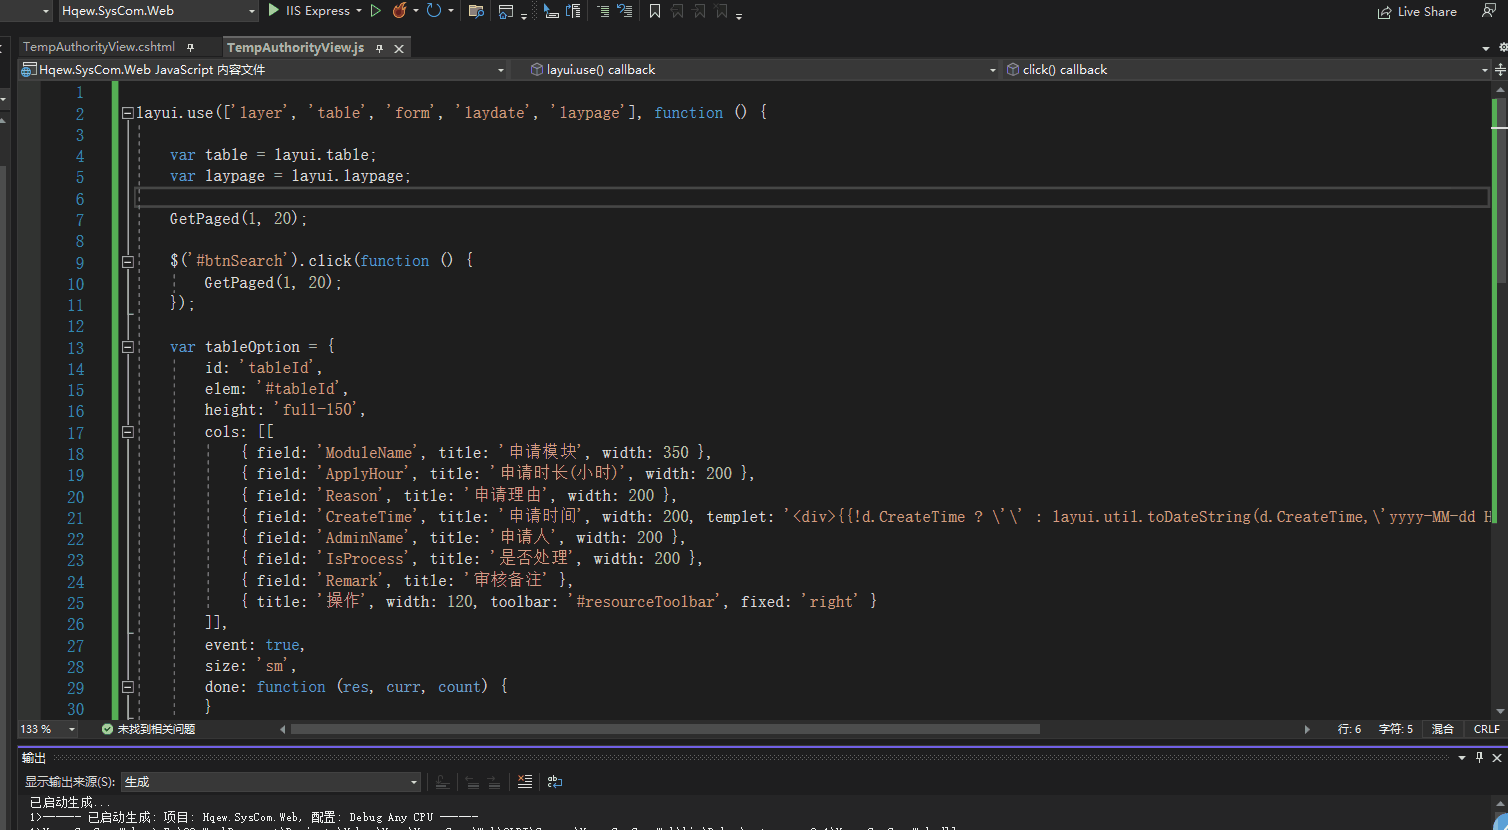 Hqew.SysCom.Web IIS Express Live Share
TempAuthorityView.cshtml TempAuthorityView.js
Hqew.SysCom.Web JavaScript 内容文件 layui.use() callback click() callback
1
2 layui.use(['layer', 'table', 'form', 'laydate', 'laypage'], function () {
3
4 var table = layui.table;
5 var laypage = layui.laypage;
6
7 GetPaged(1, 20);
8
9 $('#btnSearch').click(function () {
10 GetPaged(1, 20);
11 });
12
13 var tableOption = {
14 id: 'tableId',
15 elem: '#tableId',
16 height: 'full-150',
17 cols: [[
18 { field: 'ModuleName', title: '申请模块', width: 350 },
19 { field: 'ApplyHour', title: '申请时长(小时)', width: 200 },
20 { field: 'Reason', title: '申请理由', width: 200 },
21 { field: 'CreateTime', title: '申请时间', width: 200, templet: '<div>{{!d.CreateTime ? \'\' : layui.util.toDateString(d.CreateTime,\'yyyy-MM-dd H
22 { field: 'AdminName', title: '申请人', width: 200 },
23 { field: 'IsProcess', title: '是否处理', width: 200 },
24 { field: 'Remark', title: '审核备注' },
25 { title: '操作', width: 120, toolbar: '#resourceToolbar', fixed: 'right' }
26 ]],
27 event: true,
28 size: 'sm',
29 done: function (res, curr, count) {
30 }
133 % 未找到相关问题 行: 6 字符: 5 混合 CRLF
输出
显示输出来源(S): 生成
已启动生成...
1>------ 已启动生成: 项目: Hqew.SysCom.Web, 配置: Debug Any CPU ------